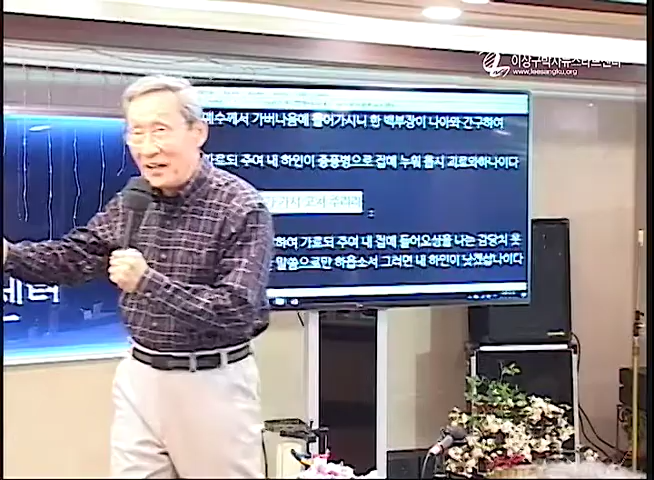 이상구박사뉴스타트센터
www.leesangku.org
예수께서 가버나움에 들어가시니 한 백부장이 나아와 간구하여
가로되 주여 내 하인이 중풍병으로 집에 누워 몹시 괴로와하나이다
가서 고쳐 주리라
하여 가로되 주여 내 집에 들어오심을 나는 감당치 못
말씀으로만 하옵소서 그러면 내 하인이 낫겠삽나이다
센터